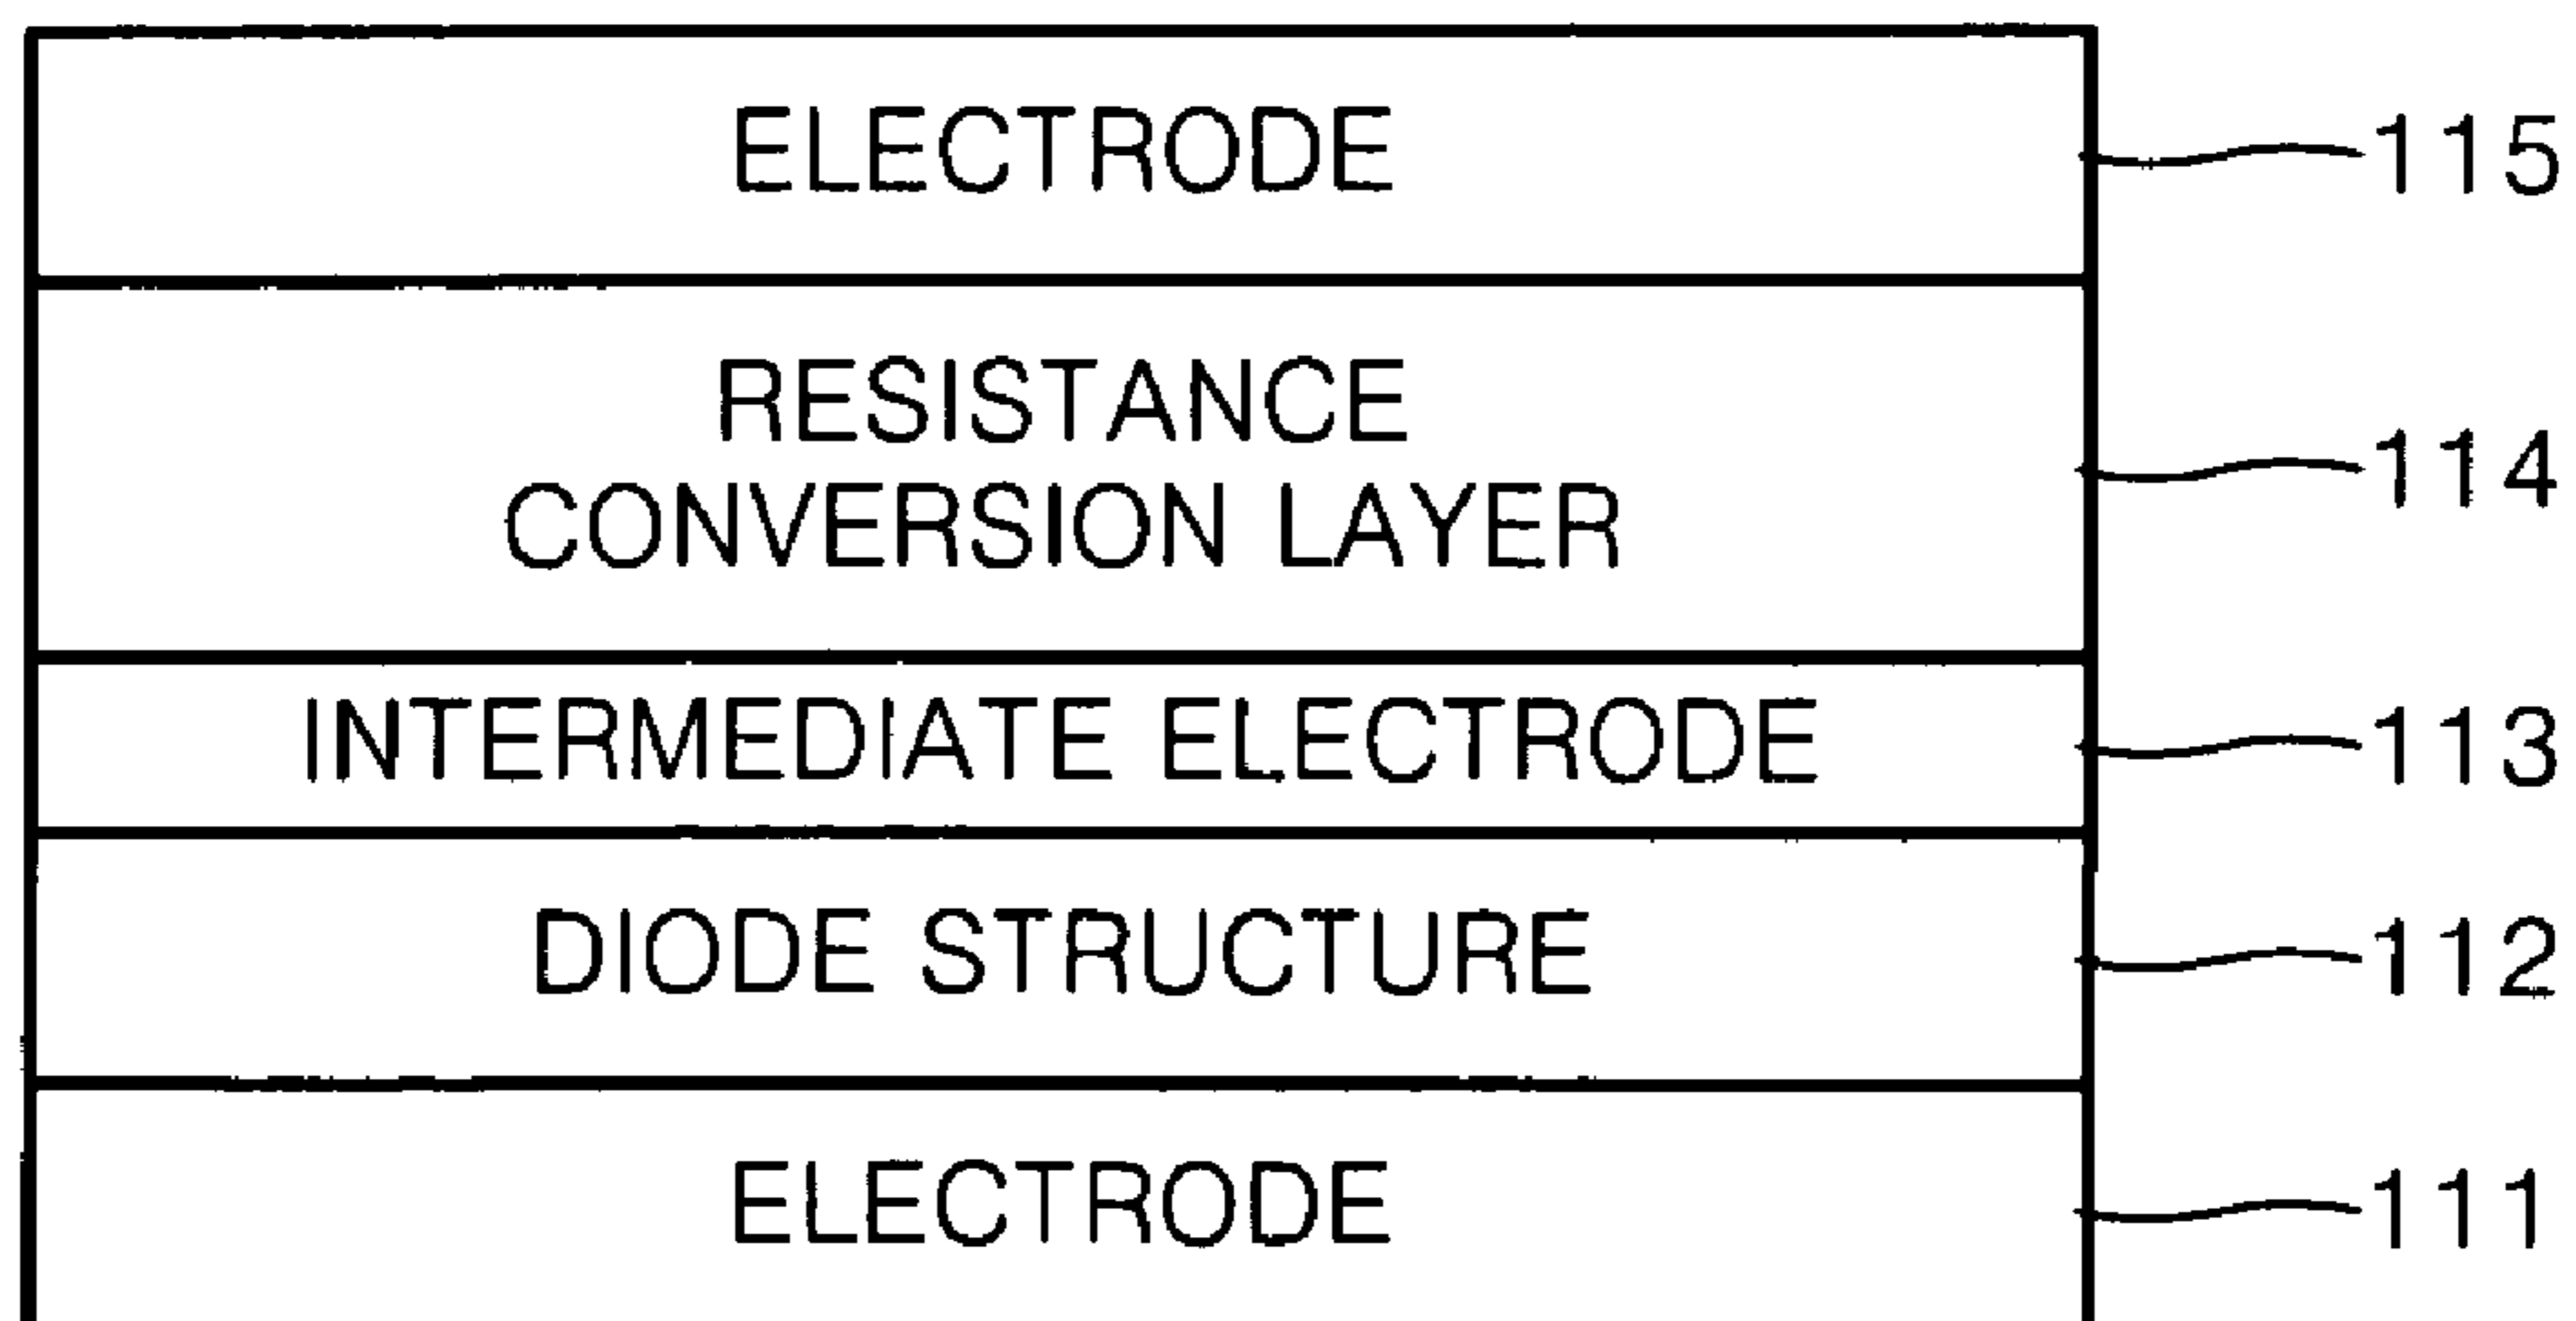 ELECTRODE 115
RESISTANCE
CONVERSION LAYER 114
INTERMEDIATE ELECTRODE 113
DIODE STRUCTURE 112
ELECTRODE 111